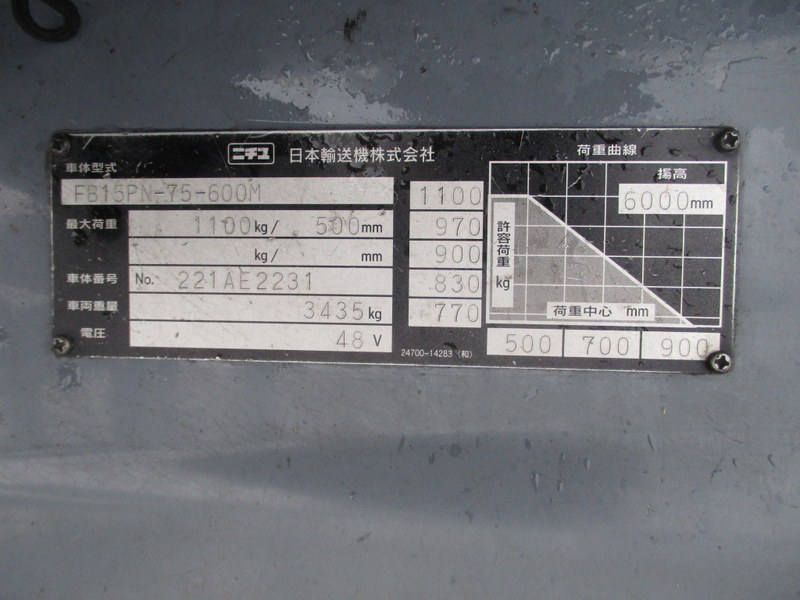 ニチユ 日本輸送機株式会社
車体型式
FB15PN-75-600M
最大荷重 1100kg/ 500mm
kg/ mm
車体番号 No. 221AE2231
車両重量 3435kg
電圧 48V
1100
970
900
830
770
24700-14283 (和)
荷重曲線
揚高
6000mm
許容荷重 kg
荷重中心 mm
500 700 900